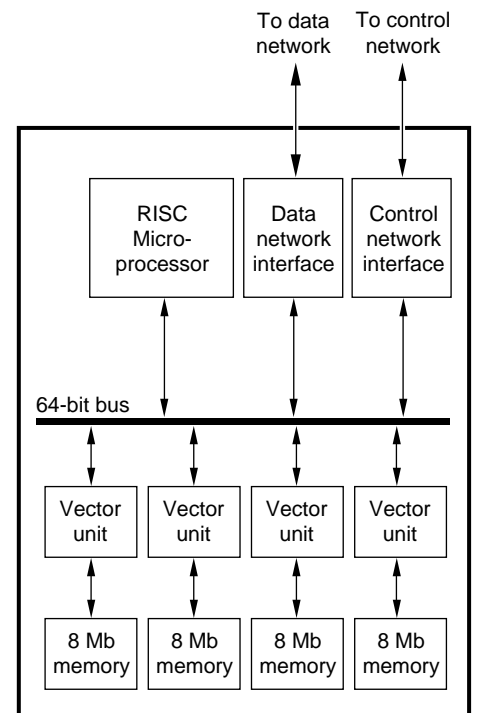 To data
network
To control
network
RISC
Micro-
processor
Data
network
interface
Control
network
interface
64-bit bus
Vector
unit
Vector
unit
Vector
unit
Vector
unit
8 Mb
memory
8 Mb
memory
8 Mb
memory
8 Mb
memory